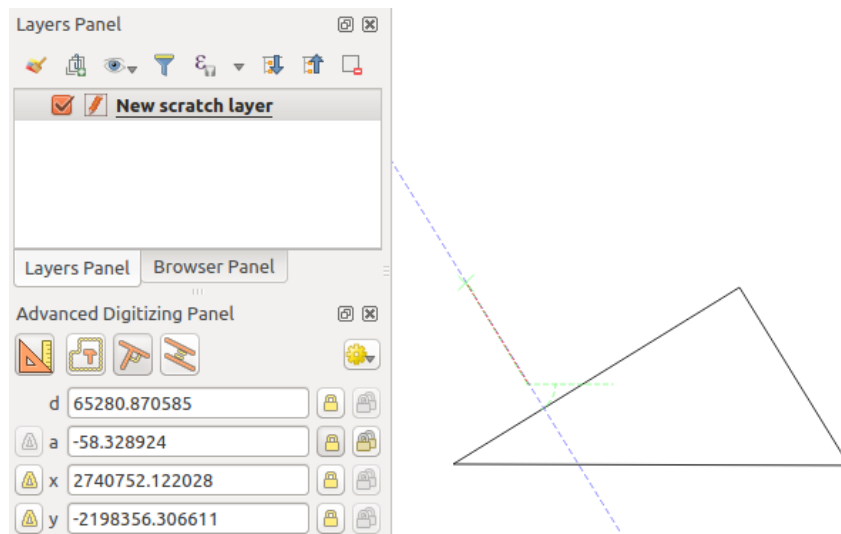 Layers Panel
New scratch layer
Layers Panel Browser Panel
Advanced Digitizing Panel
d 65280.870585
a -58.328924
x 2740752.122028
y -2198356.306611